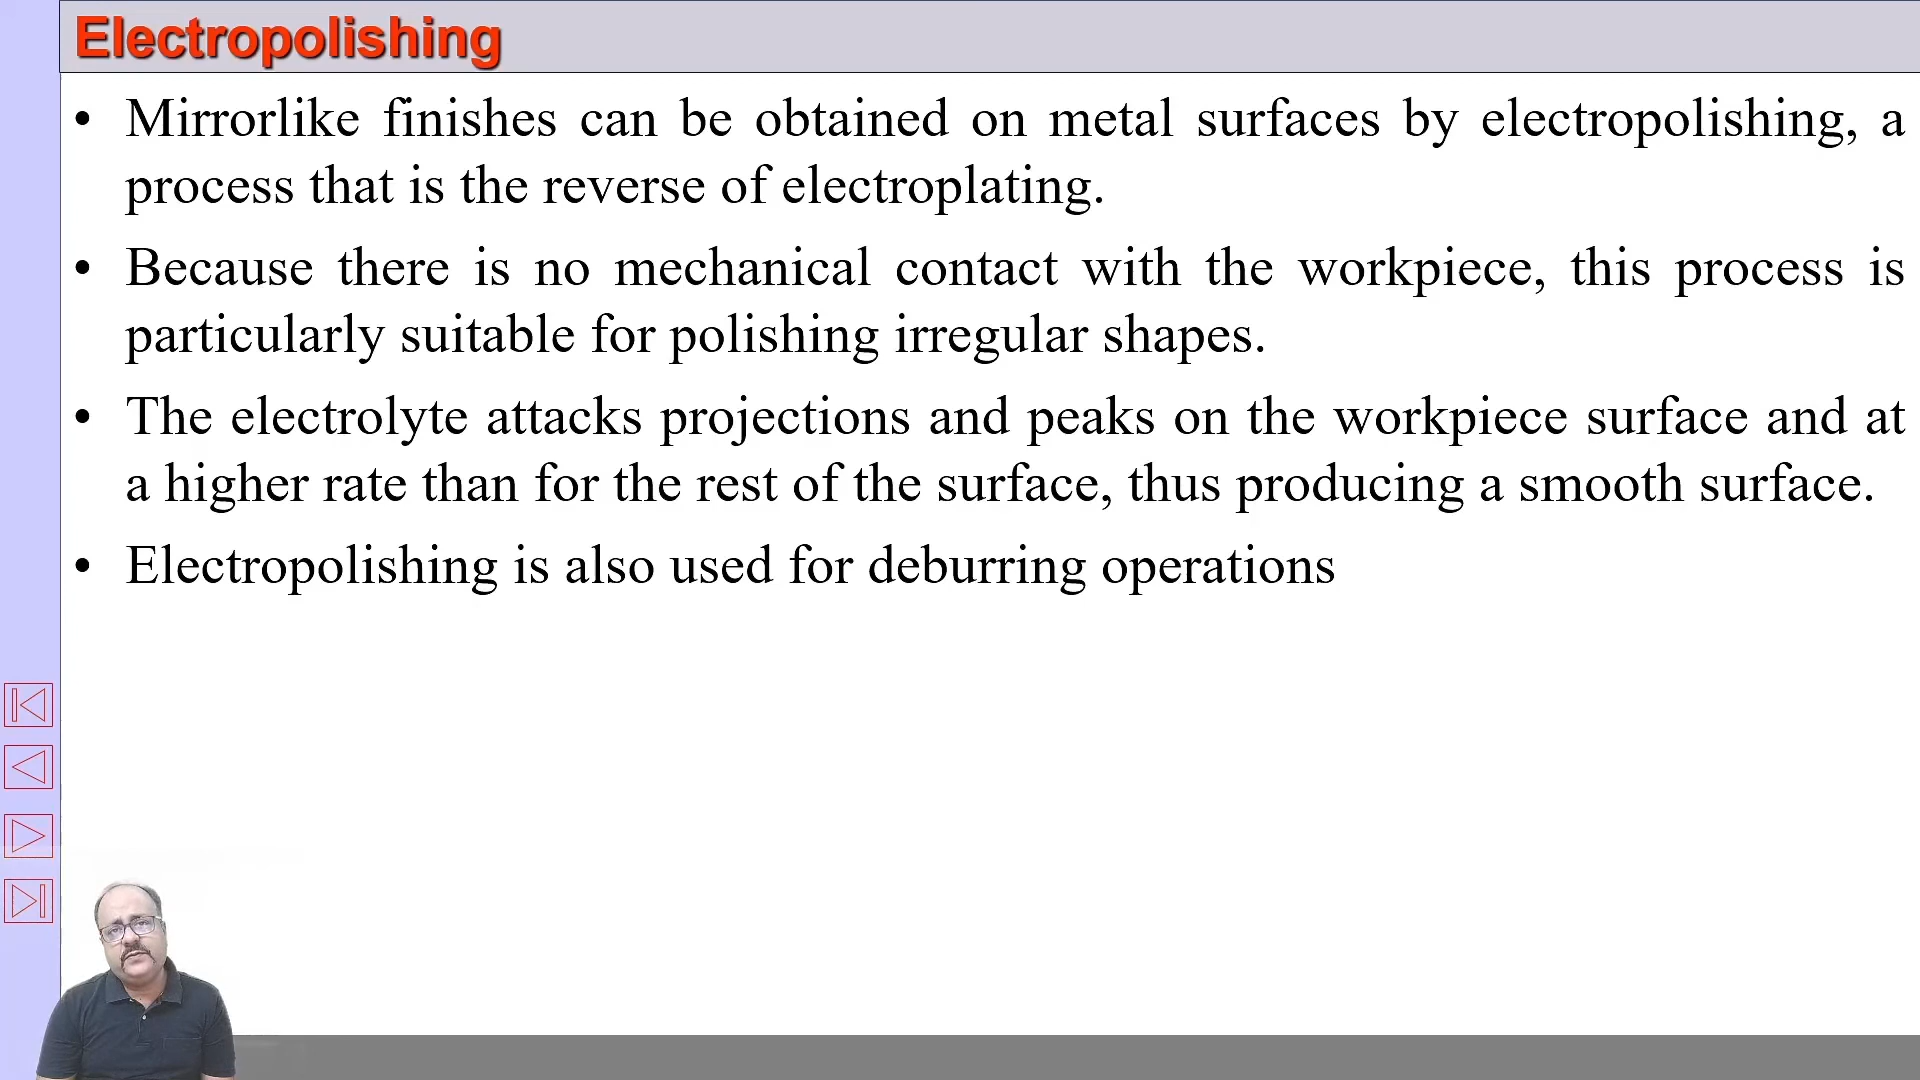 Electropolishing
• Mirrorlike finishes can be obtained on metal surfaces by electropolishing, a
process that is the reverse of electroplating.
• Because there is no mechanical contact with the workpiece, this process is
particularly suitable for polishing irregular shapes.
• The electrolyte attacks projections and peaks on the workpiece surface and at
a higher rate than for the rest of the surface, thus producing a smooth surface.
• Electropolishing is also used for deburring operations